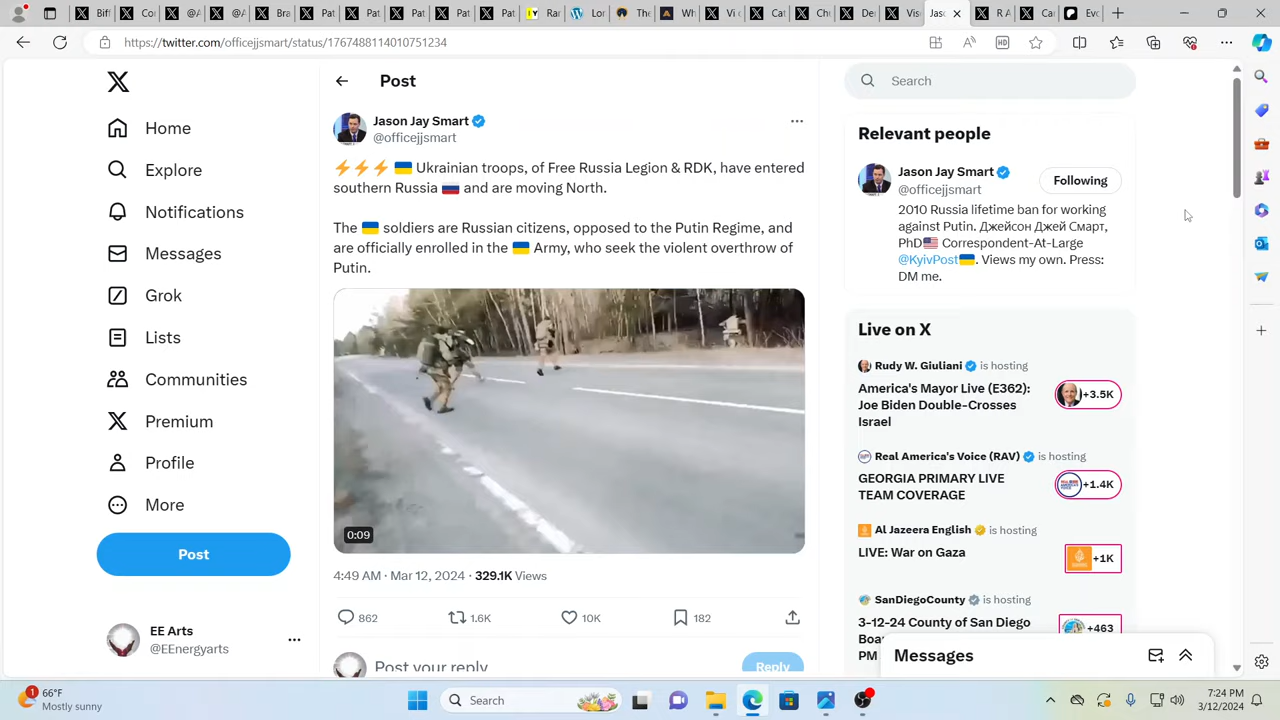 Bif
Pat
Pat
https://twitter.com/officejjsmart/status/1767488114010751234
Home
Explore
Notifications
Messages
Grok
Lists
Communities
Premium
Profile
More
Post
EE Arts
@EEnergyarts
Post
Jason Jay Smart
@officejjsmart
⚡⚡⚡ 🇺🇦 Ukrainian troops, of Free Russia Legion & RDK, have entered
southern Russia 🇷🇺 and are moving North.
The 🇺🇦 soldiers are Russian citizens, opposed to the Putin Regime, and
are officially enrolled in the 🇺🇦 Army, who seek the violent overthrow of
Putin.
0:09
4:49 AM · Mar 12, 2024 · 329.1K Views
862 1.6K 10K 182
Post your reply
Reply
Search
Relevant people
Jason Jay Smart
@officejjsmart
Following
2010 Russia lifetime ban for working
against Putin. Джейсон Джей Смарт,
PhD🇺🇸 Correspondent-At-Large
@KyivPost🇺🇦. Views my own. Press:
DM me.
Live on X
Rudy W. Giuliani is hosting
America's Mayor Live (E362):
Joe Biden Double-Crosses
Israel
+3.5K
Real America's Voice (RAV) is hosting
GEORGIA PRIMARY LIVE
TEAM COVERAGE
+1.4K
Al Jazeera English is hosting
LIVE: War on Gaza
+1K
SanDiegoCounty is hosting
3-12-24 County of San Diego
+463
PM
Messages
1
66°F
Mostly sunny
Search
7:24 PM
3/12/2024